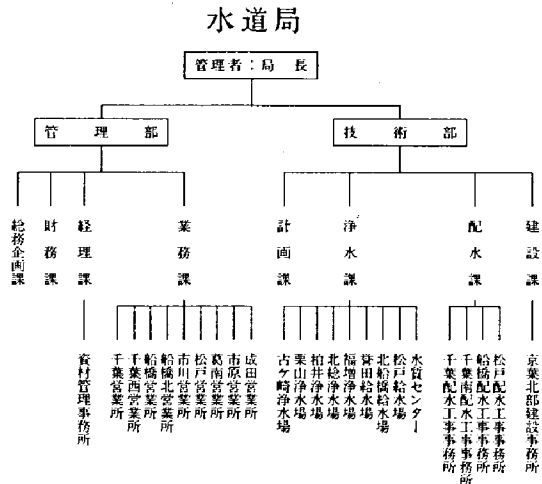 水道局
管理者：局長
管理部
技術部
総務企画課
財務課
経理課
業務課
計画課
浄水課
配水課
建設課
資材管理事務所
千葉営業所
千葉西営業所
船橋営業所
船橋北営業所
市川営業所
松戸営業所
葛南営業所
市原営業所
成田営業所
古ケ崎浄水場
栗山浄水場
柏井浄水場
北総浄水場
福増浄水場
誉田給水場
北船橋給水場
松戸給水場
水質センター
千葉配水工事事務所
千葉南配水工事事務所
船橋配水工事事務所
松戸配水工事事務所
京葉北部建設事務所